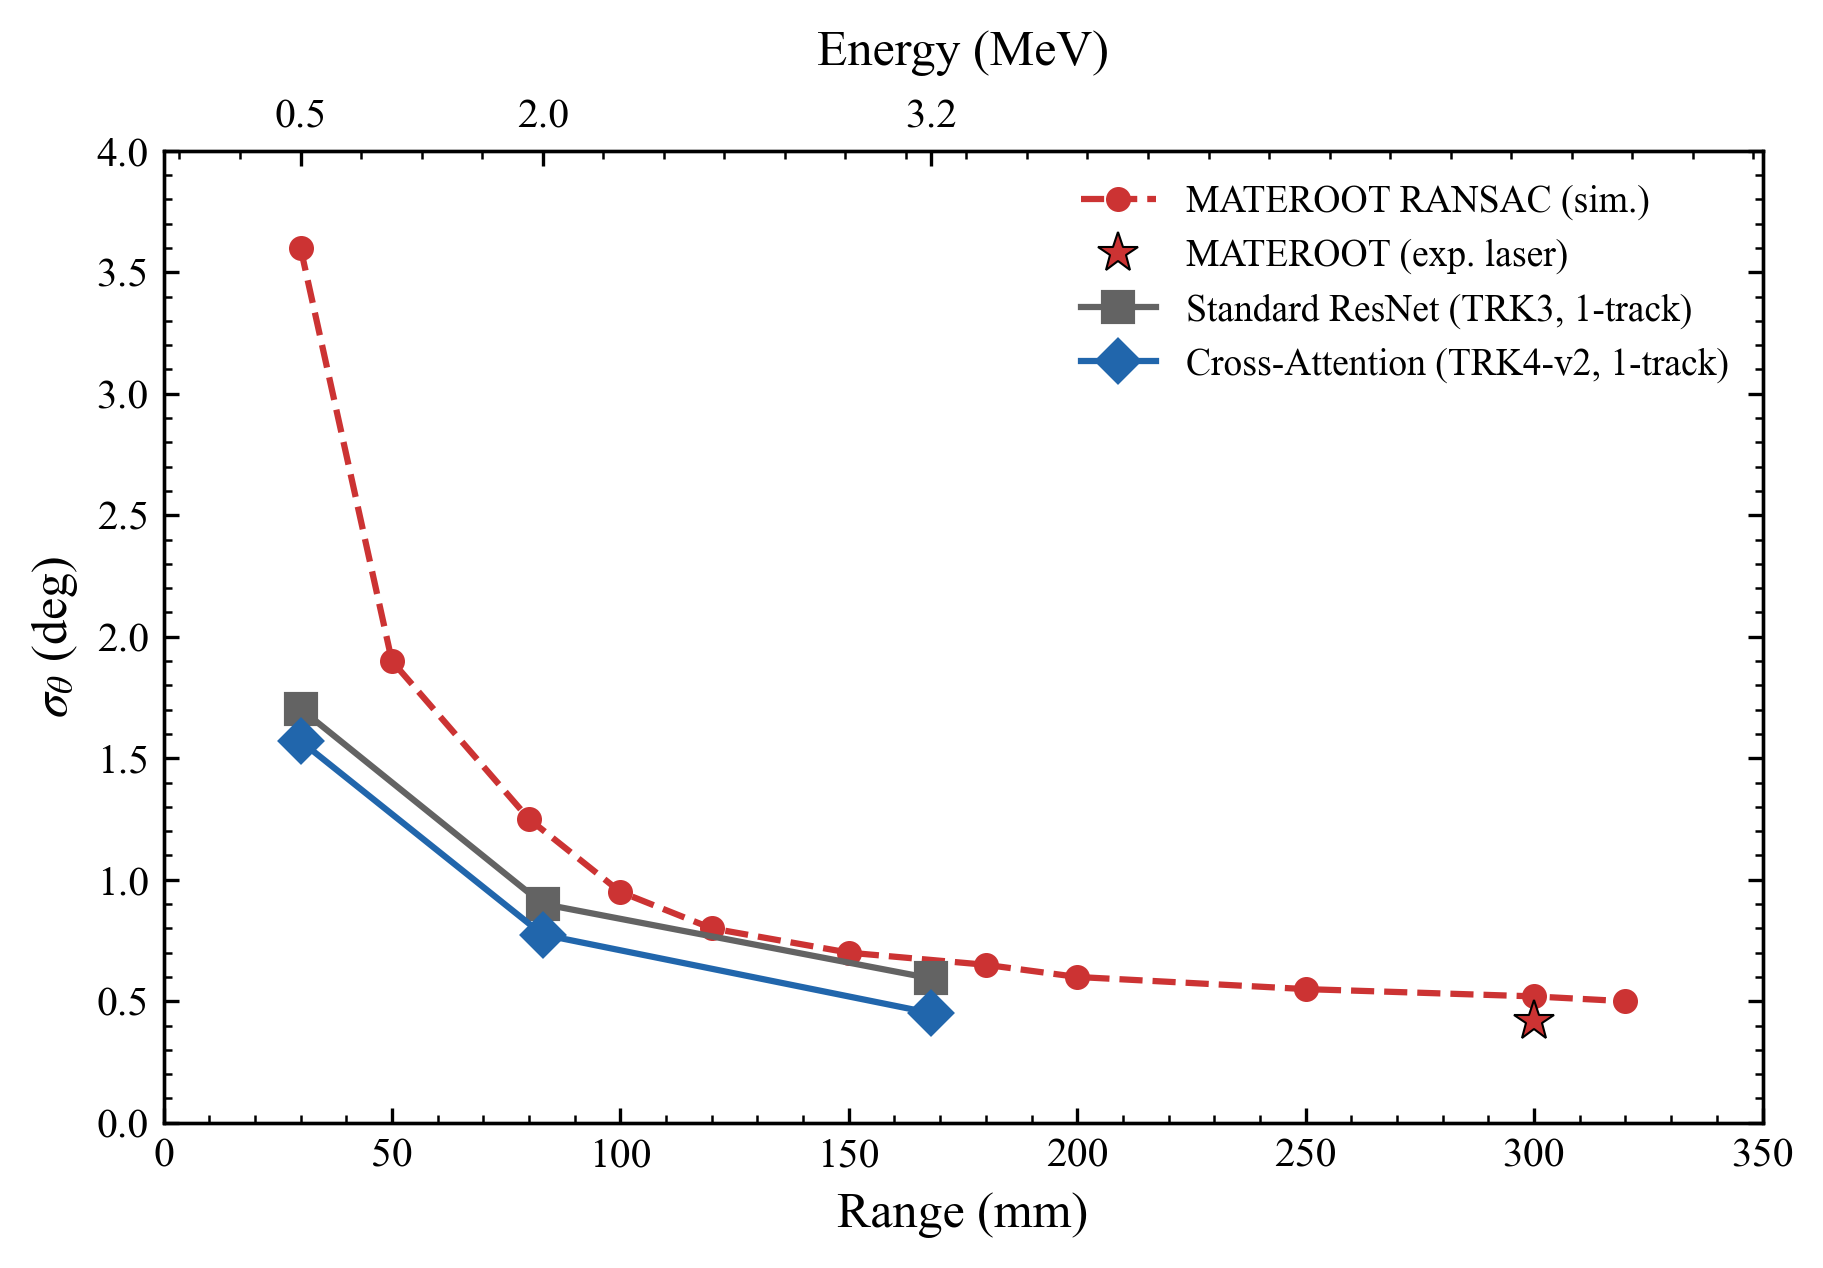 Energy (MeV)
0.5 2.0 3.2
4.0
3.5
3.0
2.5
2.0
1.5
1.0
0.5
0.0
σθ (deg)
MATEROOT RANSAC (sim.)
MATEROOT (exp. laser)
Standard ResNet (TRK3, 1-track)
Cross-Attention (TRK4-v2, 1-track)
0 50 100 150 200 250 300 350
Range (mm)